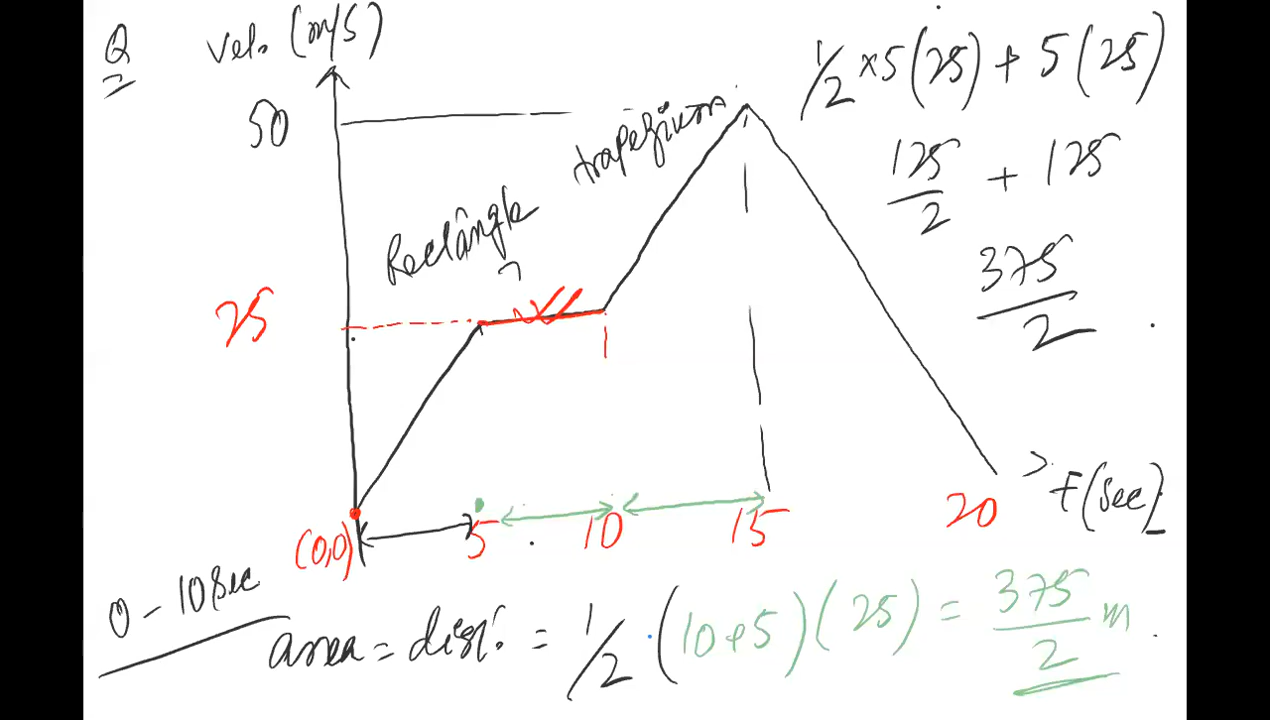 Q
vel. (m/s)
50
trapezium
Rectangle
25
(0,0)
5
10
15
20
t (sec)
1/2 × 5 (25) + 5 (25)
125/2 + 125
375/2
0 - 10 sec
area = dist. = 1/2 (10+5) (25) = 375/2 m